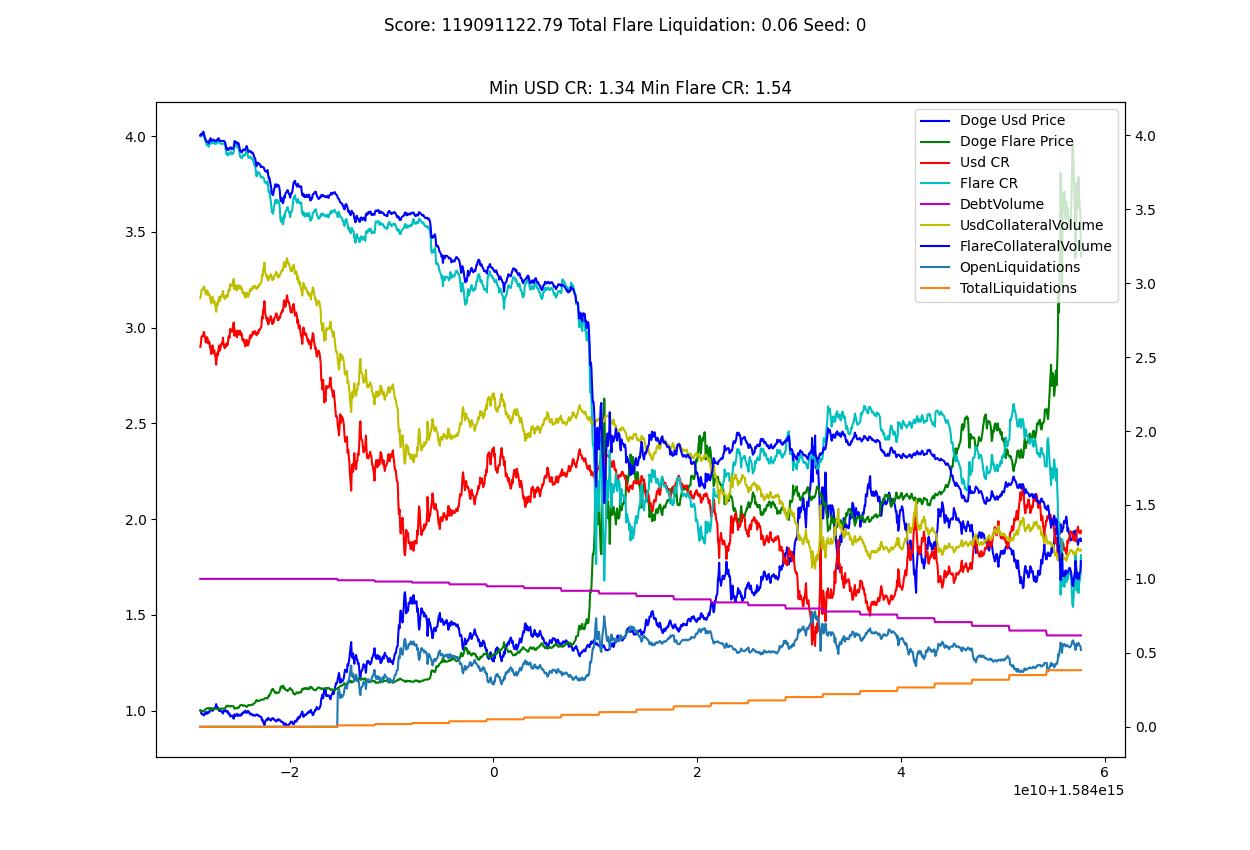 Score: 119091122.79 Total Flare Liquidation: 0.06 Seed: 0
Min USD CR: 1.34 Min Flare CR: 1.54
Doge Usd Price
Doge Flare Price
Usd CR
Flare CR
DebtVolume
UsdCollateralVolume
FlareCollateralVolume
OpenLiquidations
TotalLiquidations
4.0
3.5
3.0
2.5
2.0
1.5
1.0
4.0
3.5
3.0
2.5
2.0
1.5
1.0
0.5
0.0
−2
0
2
4
6
1e10+1.584e15